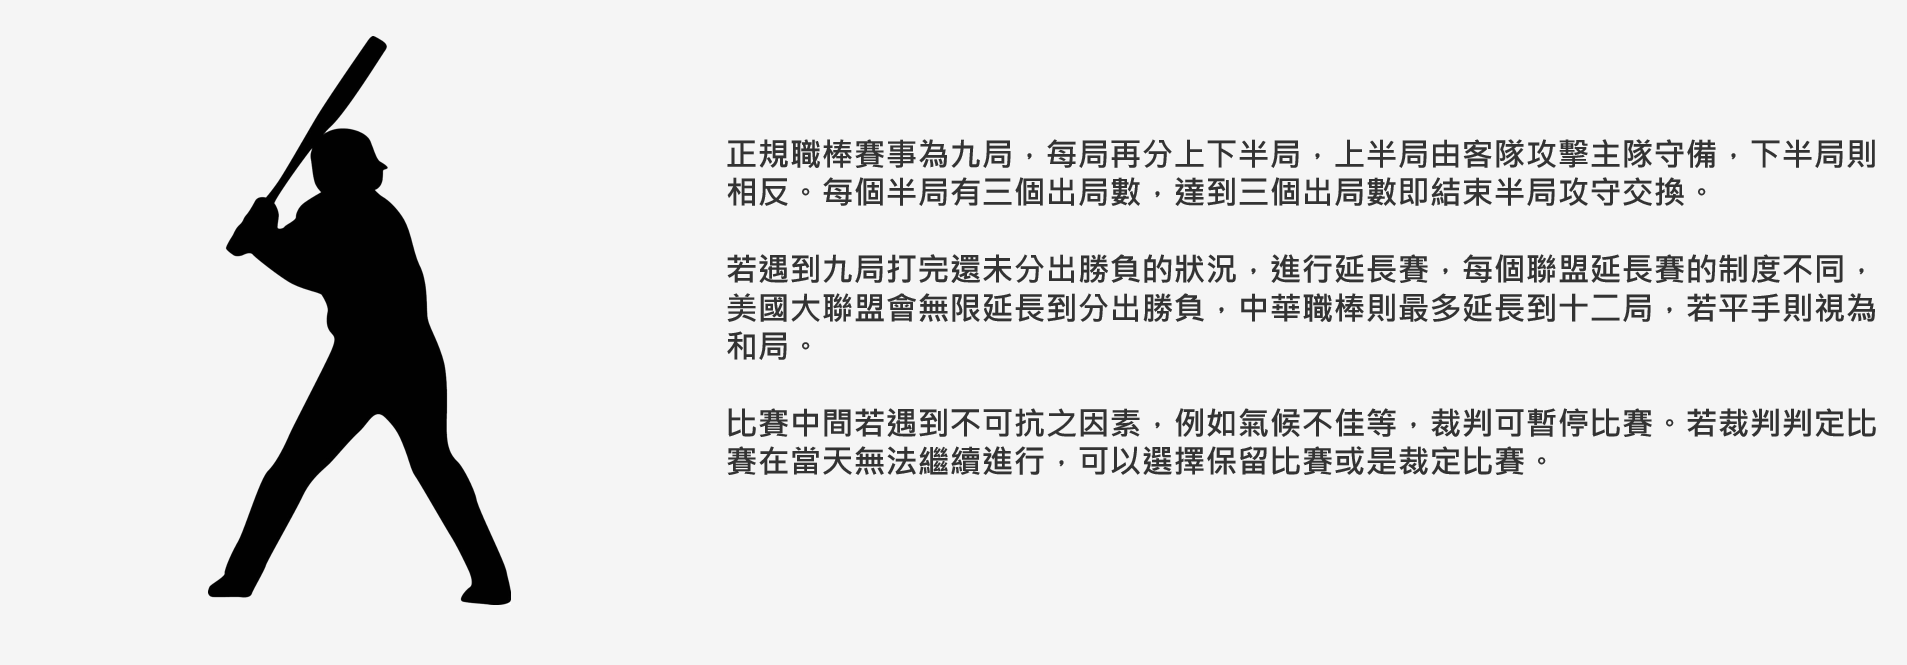 正規職棒賽事為九局，每局再分上下半局，上半局由客隊攻擊主隊守備，下半局則
相反。每個半局有三個出局數，達到三個出局數即結束半局攻守交換。
若遇到九局打完還未分出勝負的狀況，進行延長賽，每個聯盟延長賽的制度不同，
美國大聯盟會無限延長到分出勝負，中華職棒則最多延長到十二局，若平手則視為
和局。
比賽中間若遇到不可抗之因素，例如氣候不佳等，裁判可暫停比賽。若裁判判定比
賽在當天無法繼續進行，可以選擇保留比賽或是裁定比賽。